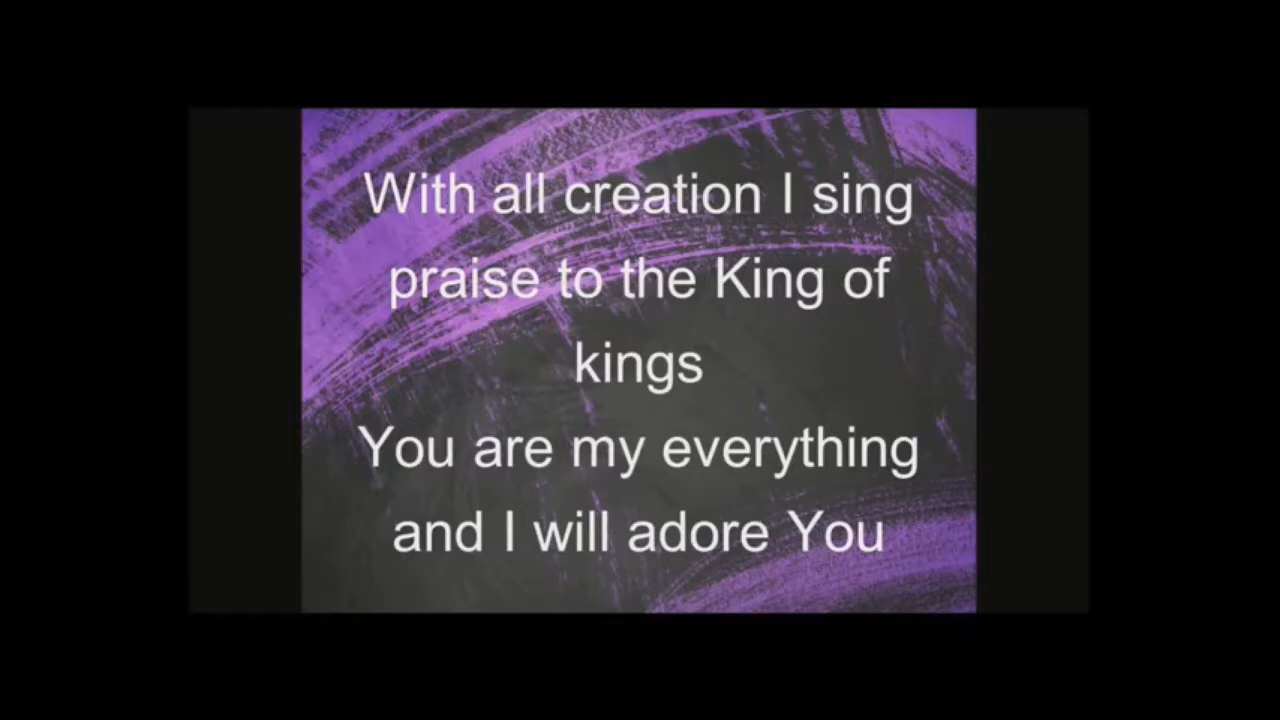 With all creation I sing
praise to the King of
kings
You are my everything
and I will adore You